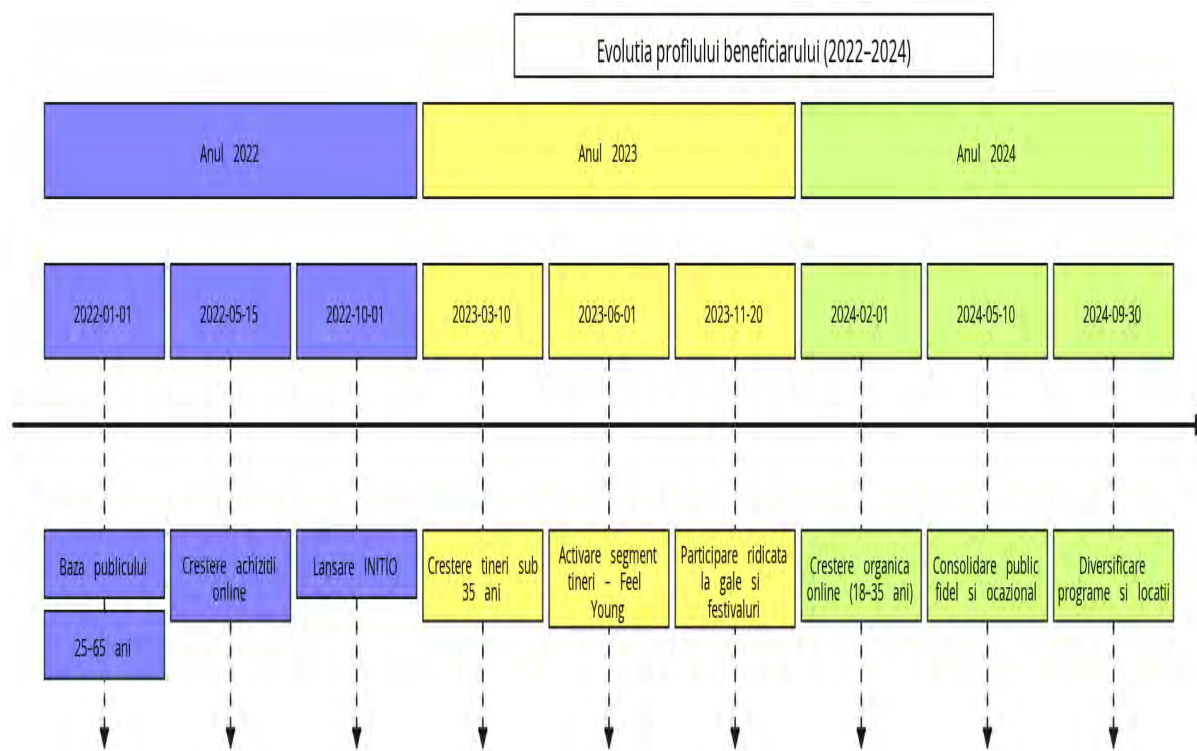 Evolutia profilului beneficiarului (2022–2024)
Anul 2022
Anul 2023
Anul 2024
2022-01-01
2022-05-15
2022-10-01
2023-03-10
2023-06-01
2023-11-20
2024-02-01
2024-05-10
2024-09-30
Baza publicului
25–65 ani
Crestere achizitii
online
Lansare INITIO
Crestere tineri sub
35 ani
Activare segment
tineri – Feel
Young
Participare ridicata
la gale si
festivaluri
Crestere organica
online (18–35 ani)
Consolidare public
fidel si ocazional
Diversificare
programe si locatii